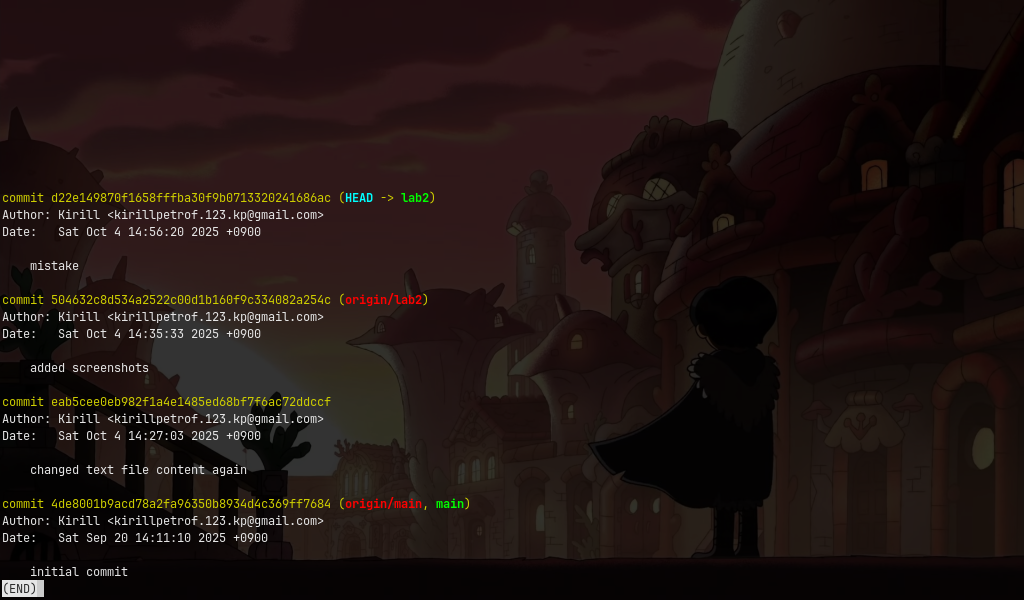 commit d22e149870f1658fffba30f9b0713320241686ac (HEAD -> lab2)
Author: Kirill <kirillpetrof.123.kp@gmail.com>
Date:   Sat Oct 4 14:56:20 2025 +0900
    mistake
commit 504632c8d534a2522c00d1b160f9c334082a254c (origin/lab2)
Author: Kirill <kirillpetrof.123.kp@gmail.com>
Date:   Sat Oct 4 14:35:33 2025 +0900
    added screenshots
commit eab5cee0eb982f1a4e1485ed68bf7f6ac72ddccf
Author: Kirill <kirillpetrof.123.kp@gmail.com>
Date:   Sat Oct 4 14:27:03 2025 +0900
    changed text file content again
commit 4de8001b9acd78a2fa96350b8934d4c369ff7684 (origin/main, main)
Author: Kirill <kirillpetrof.123.kp@gmail.com>
Date:   Sat Sep 20 14:11:10 2025 +0900
    initial commit
(END)